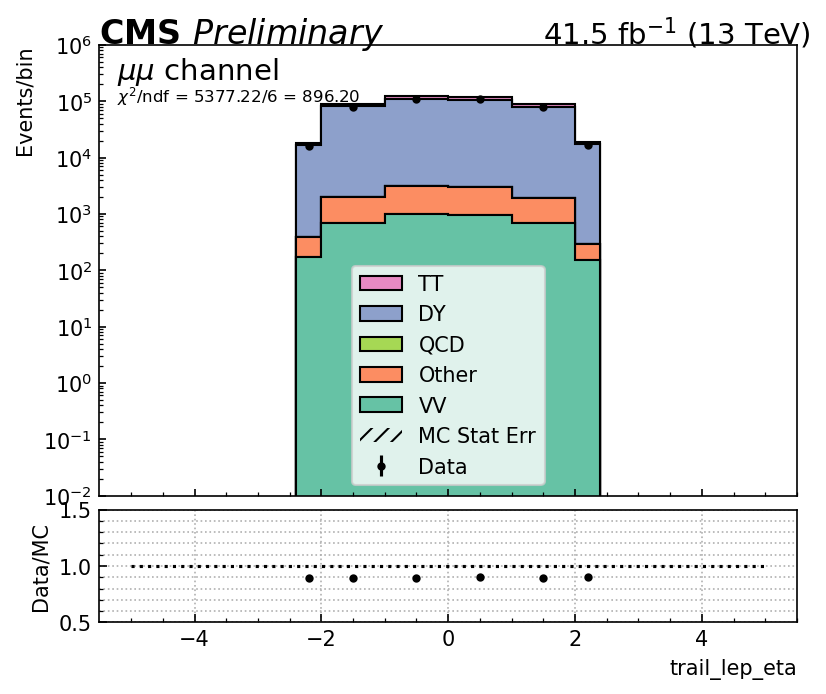 CMS Preliminary 41.5 fb⁻¹ (13 TeV)
Events/bin
10⁶
10⁵
10⁴
10³
10²
10¹
10⁰
10⁻¹
10⁻²
μμ channel
χ²/ndf = 5377.22/6 = 896.20
TT
DY
QCD
Other
VV
MC Stat Err
Data
Data/MC
1.5
1.0
0.5
−4 −2 0 2 4
trail_lep_eta